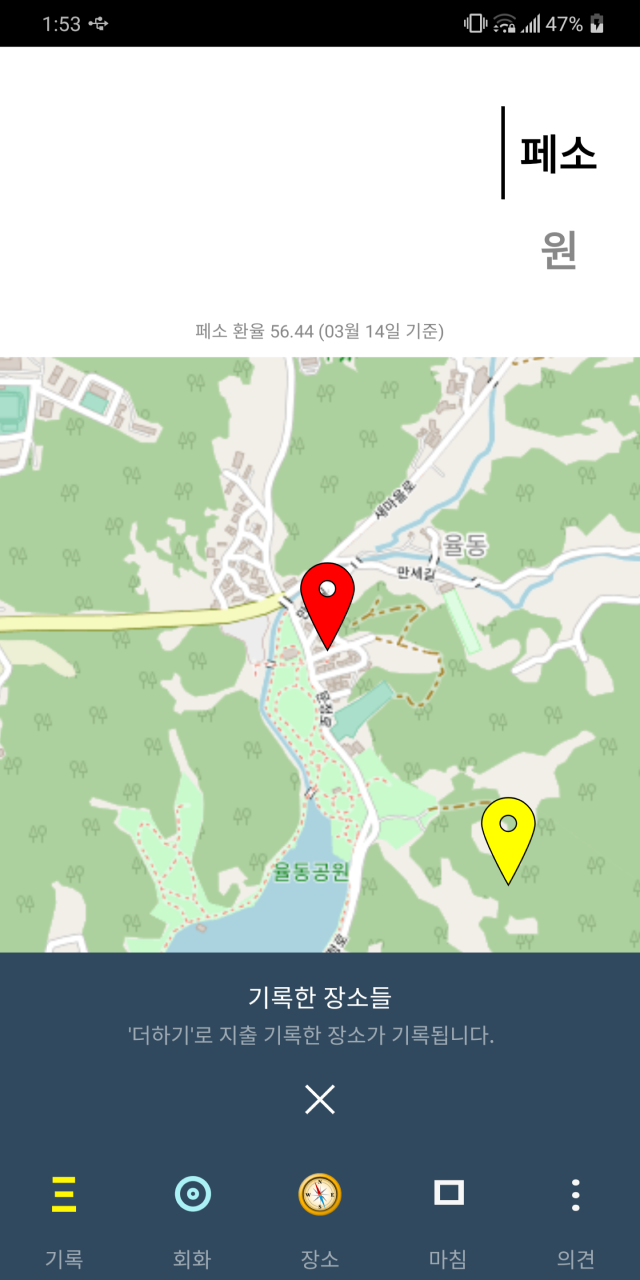 1:53
47%
페소
원
페소 환율 56.44 (03월 14일 기준)
새마을로
율동
만세길
율동공원
기록한 장소들
'더하기'로 지출 기록한 장소가 기록됩니다.
기록
회화
장소
마침
의견